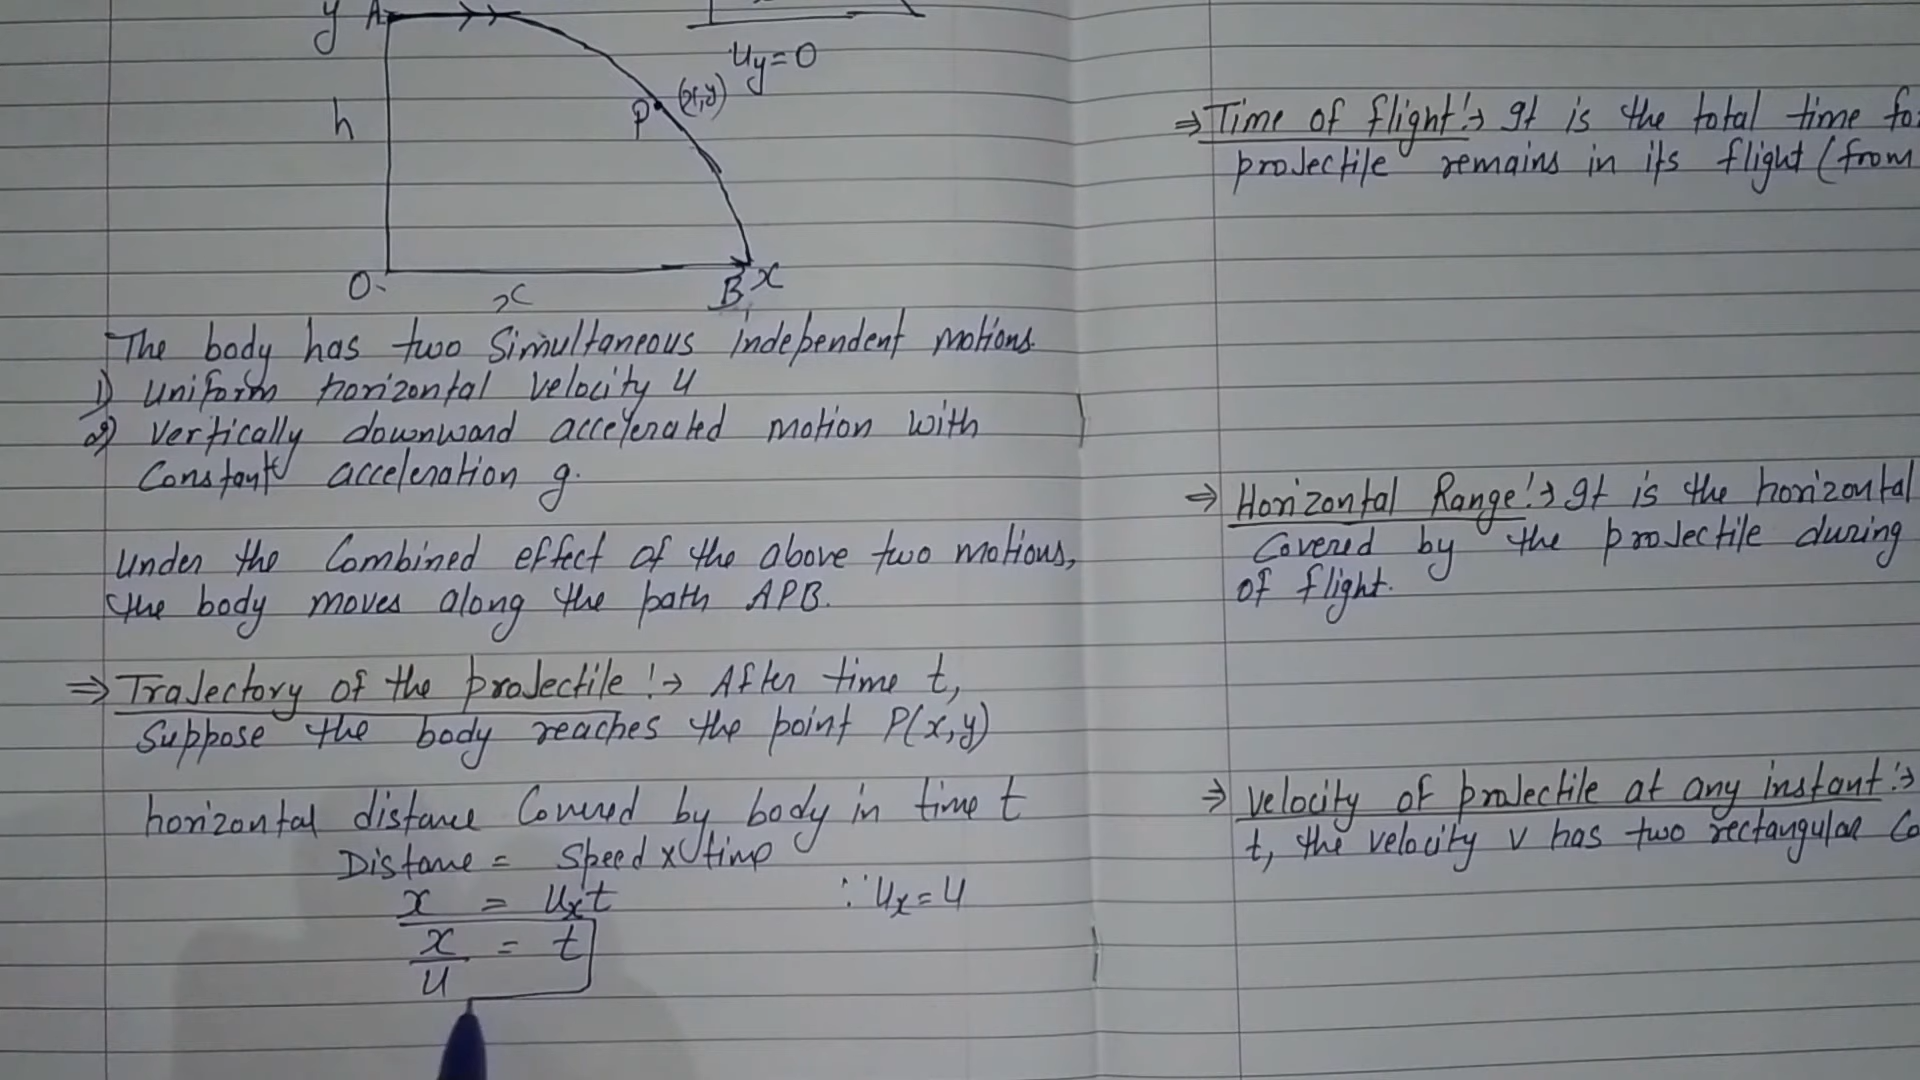 y A
uy=0
h
P (x,y)
O
x
B x
The body has two Simultaneous independent motions.
1) uniform horizontal velocity u
2) vertically downward accelerated motion with
Constant acceleration g.
under the Combined effect of the above two motions,
the body moves along the path APB.
⇒ Trajectory of the projectile :→ After time t,
Suppose the body reaches the point P(x,y)
horizontal distance Covered by body in time t
Distance = Speed x time
x = uxt ∵ ux = u
x/u = t
⇒ Time of flight :→ It is the total time for
projectile remains in its flight (from
⇒ Horizontal Range :→ It is the horizontal
Covered by the projectile during
of flight.
⇒ velocity of projectile at any instant :→
t, the velocity v has two rectangular Co